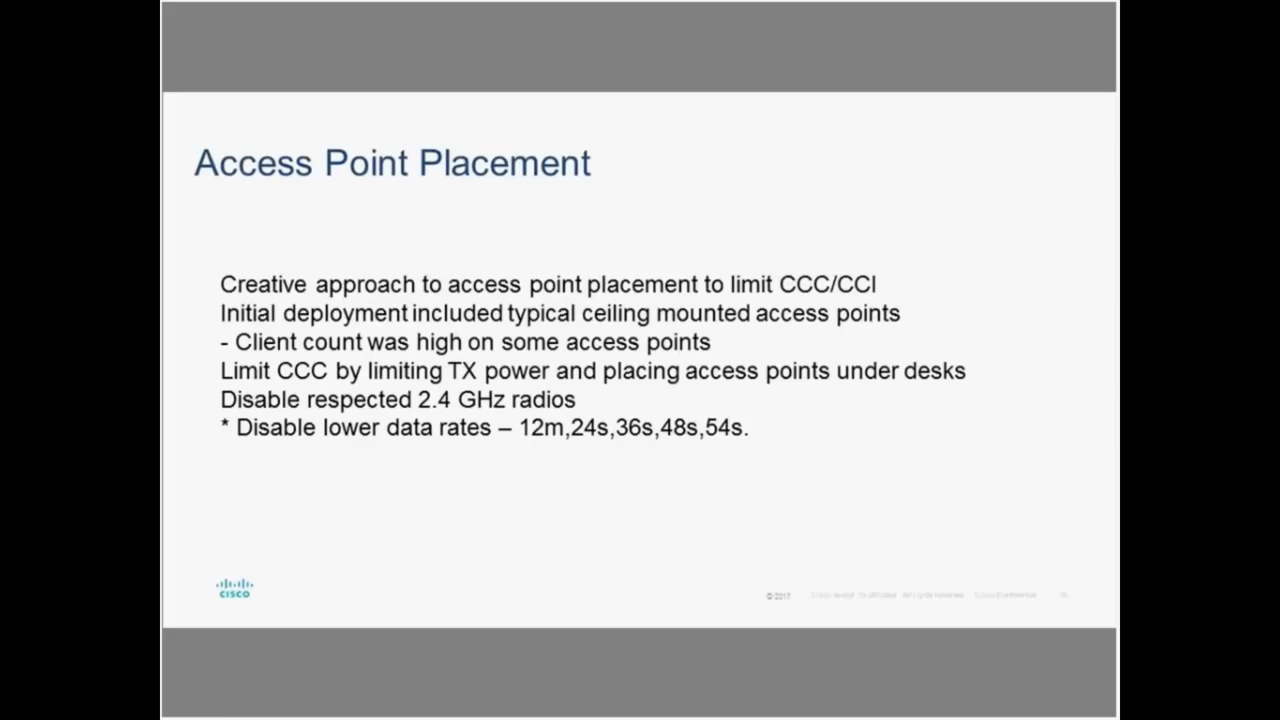 Access Point Placement
Creative approach to access point placement to limit CCC/CCI
Initial deployment included typical ceiling mounted access points
- Client count was high on some access points
Limit CCC by limiting TX power and placing access points under desks
Disable respected 2.4 GHz radios
* Disable lower data rates – 12m,24s,36s,48s,54s.
CISCO
© 2017